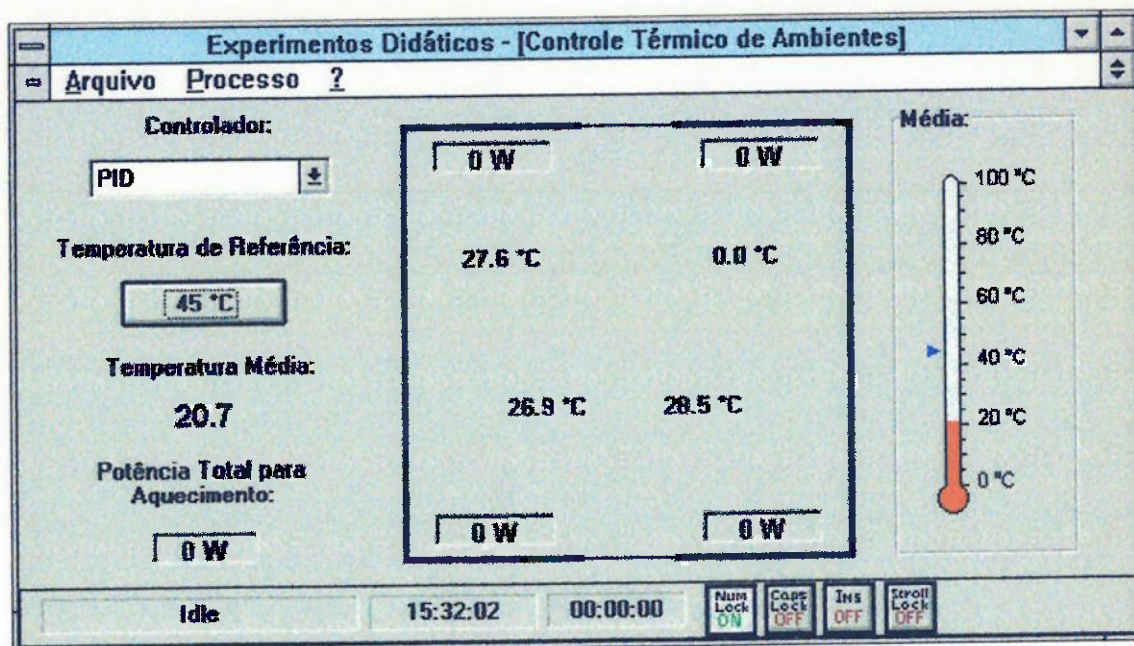 Experimentos Didáticos - [Controle Térmico de Ambientes]
Arquivo Processo ?
Controlador:
PID
Temperatura de Referência:
45 °C
Temperatura Média:
20.7
Potência Total para
Aquecimento:
0 W
0 W 0 W
27.6 °C 0.0 °C
26.9 °C 28.5 °C
0 W 0 W
Média:
100 °C
80 °C
60 °C
40 °C
20 °C
0 °C
Idle 15:32:02 00:00:00
Num Lock ON
Caps Lock OFF
Ins OFF
Scroll Lock OFF